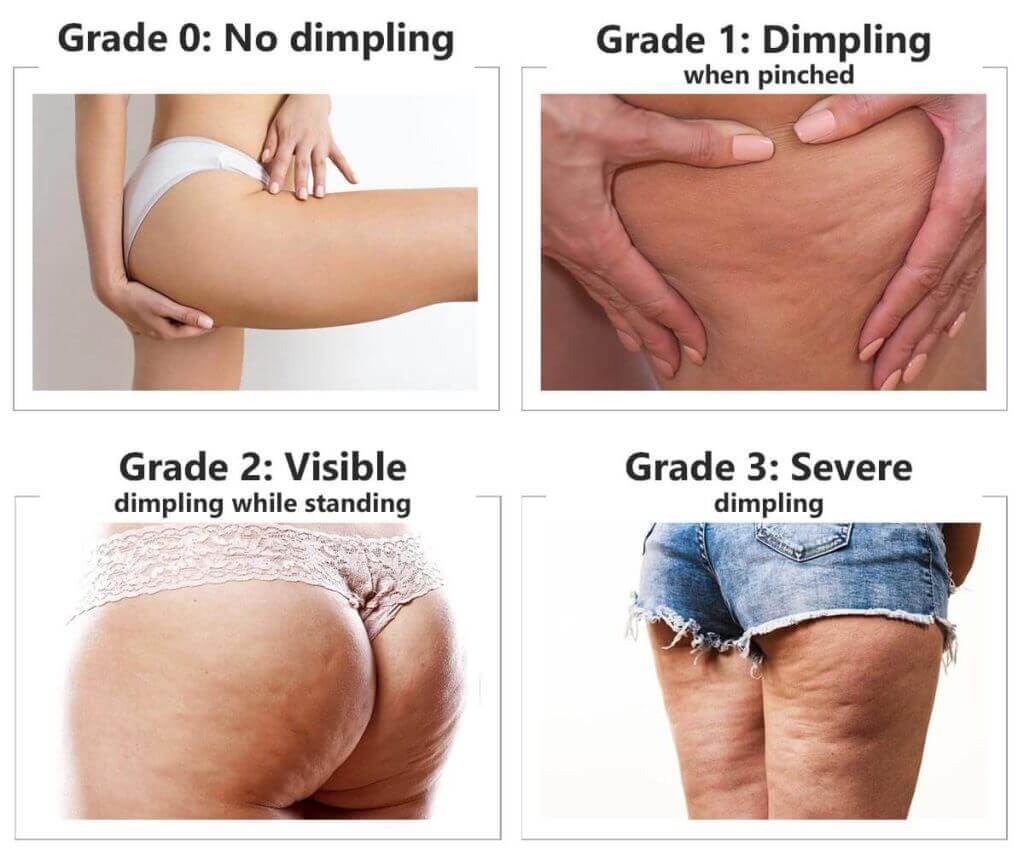 Grade 0: No dimpling
Grade 1: Dimpling
when pinched
Grade 2: Visible
dimpling while standing
Grade 3: Severe
dimpling